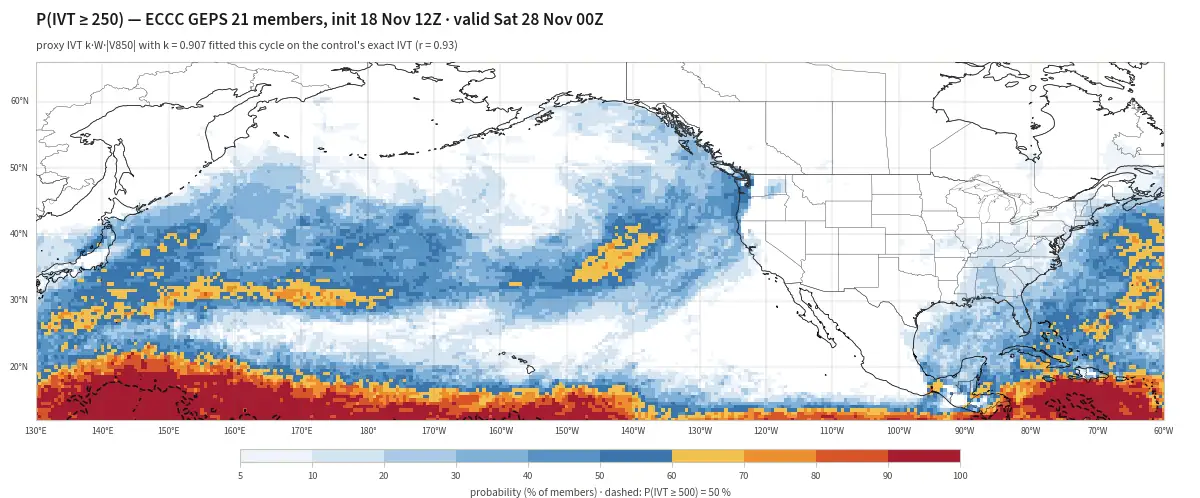 P(IVT ≥ 250) — ECCC GEPS 21 members, init 18 Nov 12Z · valid Sat 28 Nov 00Z
proxy IVT k·W·|V850| with k = 0.907 fitted this cycle on the control's exact IVT (r = 0.93)
60°N
50°N
40°N
30°N
20°N
130°E 140°E 150°E 160°E 170°E 180° 170°W 160°W 150°W 140°W 130°W 120°W 110°W 100°W 90°W 80°W 70°W 60°W
5 10 20 30 40 50 60 70 80 90 100
probability (% of members) · dashed: P(IVT ≥ 500) = 50 %